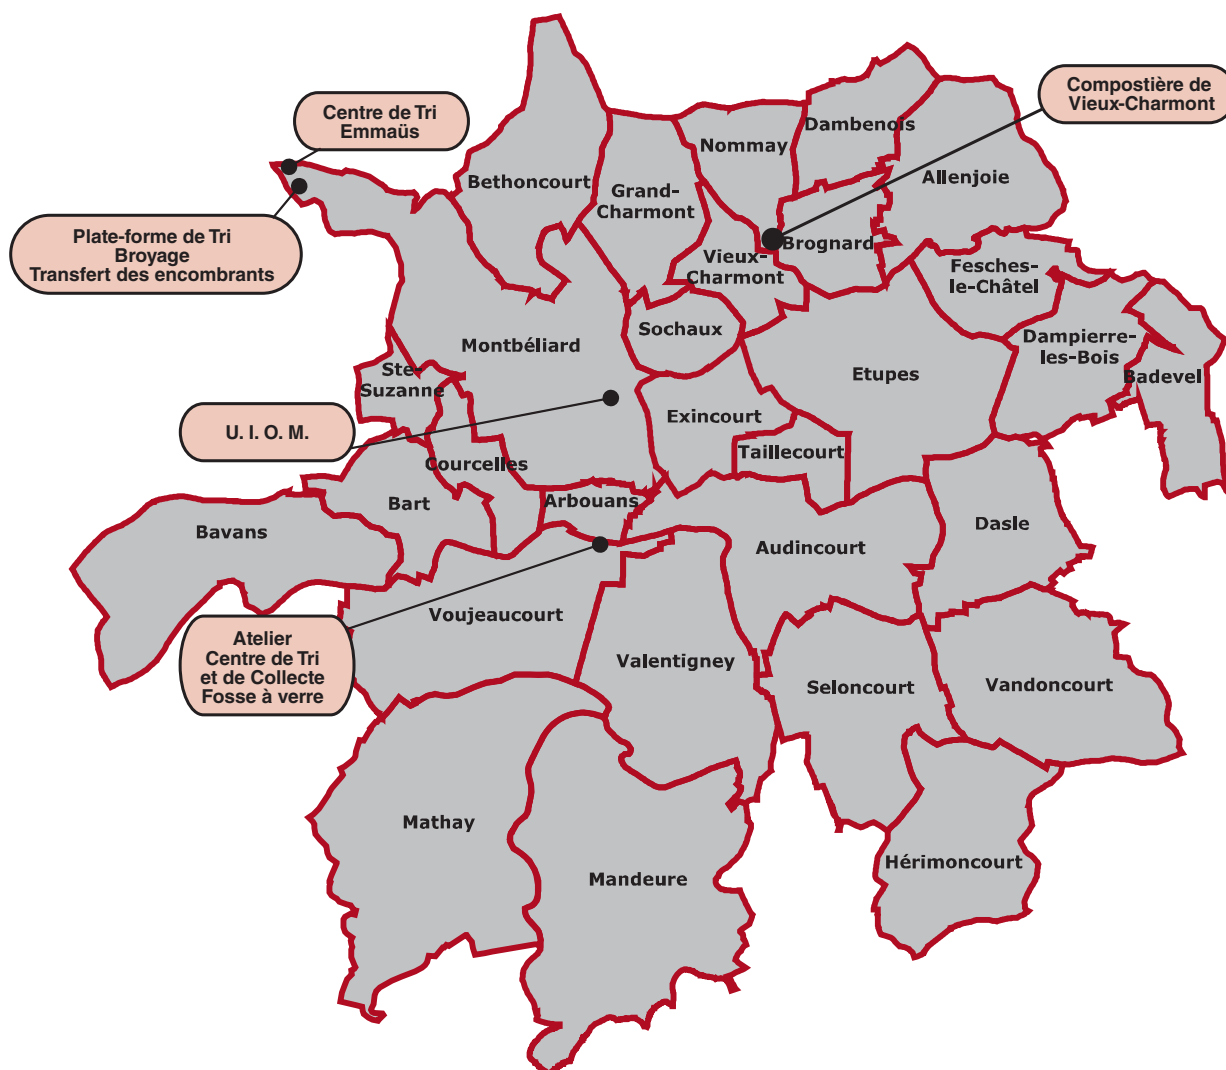 Compostière de
Vieux-Charmont
Centre de Tri
Emmaüs
Plate-forme de Tri
Broyage
Transfert des encombrants
Dambenois
Nommay
Allenjoie
Bethoncourt
Grand-
Charmont
Brognard
Vieux-
Charmont
Fesches-
le-Châtel
Sochaux
Dampierre-
les-Bois
Montbéliard
Ste-
Suzanne
Etupes
Badevel
Exincourt
U. I. O. M.
Taillecourt
Courcelles
Arbouans
Bart
Bavans
Dasle
Audincourt
Voujeaucourt
Atelier
Centre de Tri
et de Collecte
Fosse à verre
Valentigney
Seloncourt
Vandoncourt
Mathay
Hérimoncourt
Mandeure